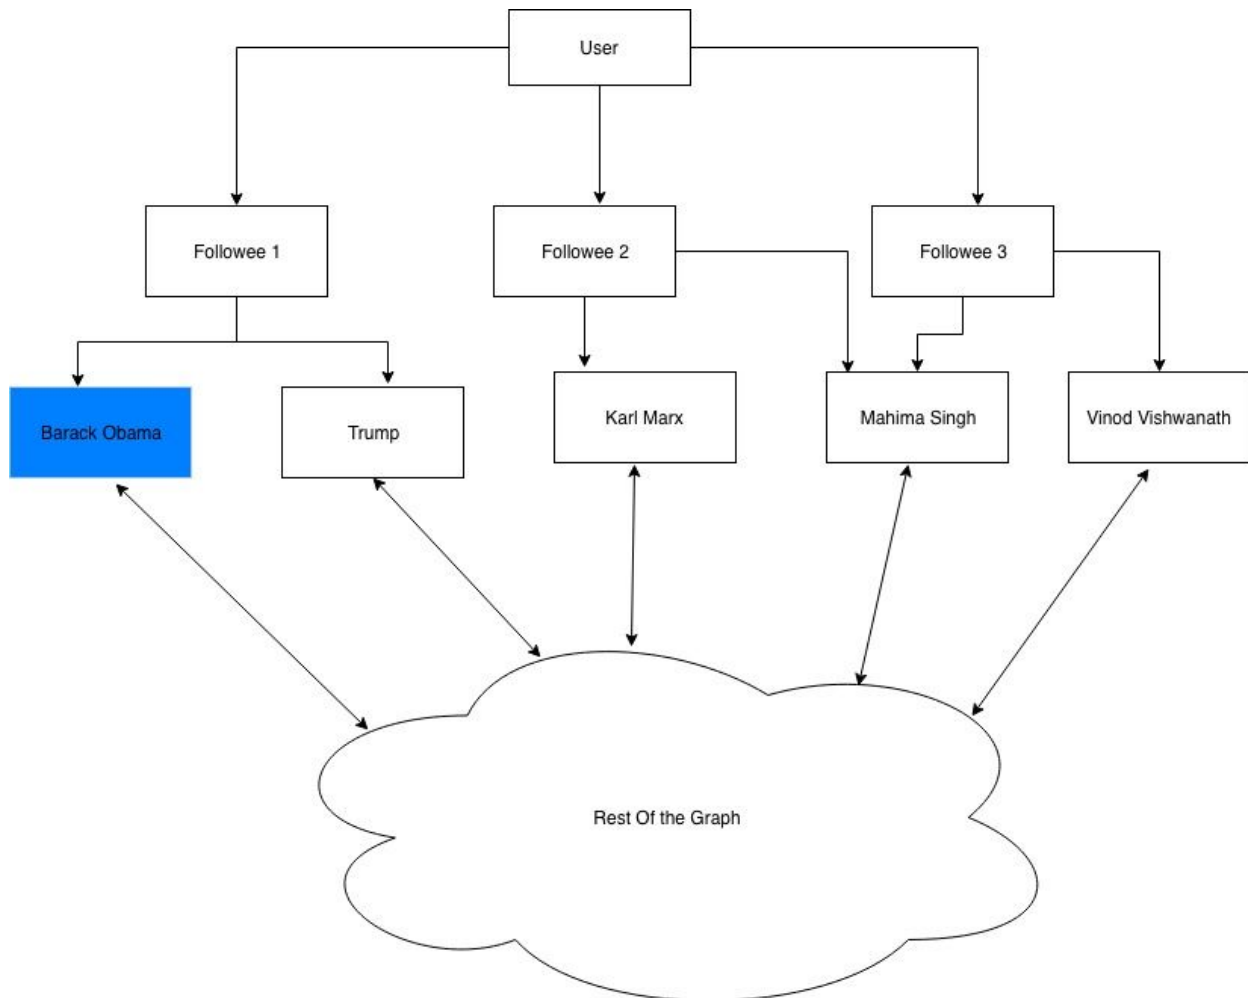 User
Followee 1
Followee 2
Followee 3
Barack Obama
Trump
Karl Marx
Mahima Singh
Vinod Vishwanath
Rest Of the Graph